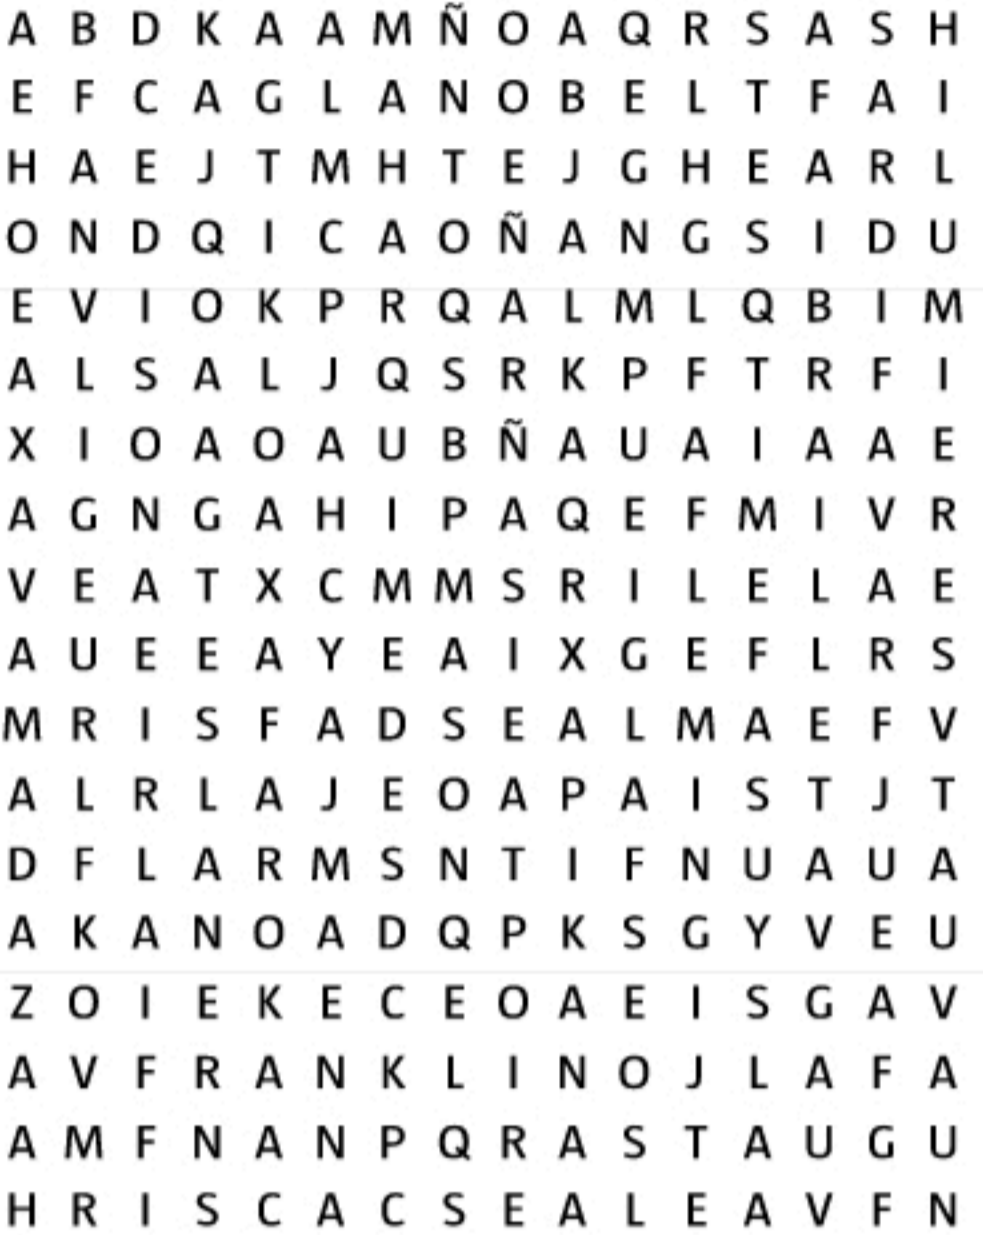 A B D K A A M Ñ O A Q R S A S H
E F C A G L A N O B E L T F A I
H A E J T M H T E J G H E A R L
O N D Q I C A O Ñ A N G S I D U
E V I O K P R Q A L M L Q B I M
A L S A L J Q S R K P F T R F I
X I O A O A U B Ñ A U A I A A E
A G N G A H I P A Q E F M I V R
V E A T X C M M S R I L E L A E
A U E E A Y E A I X G E F L R S
M R I S F A D S E A L M A E F V
A L R L A J E O A P A I S T J T
D F L A R M S N T I F N U A U A
A K A N O A D Q P K S G Y V E U
Z O I E K E C E O A E I S G A V
A V F R A N K L I N O J L A F A
A M F N A N P Q R A S T A U G U
H R I S C A C S E A L E A V F N